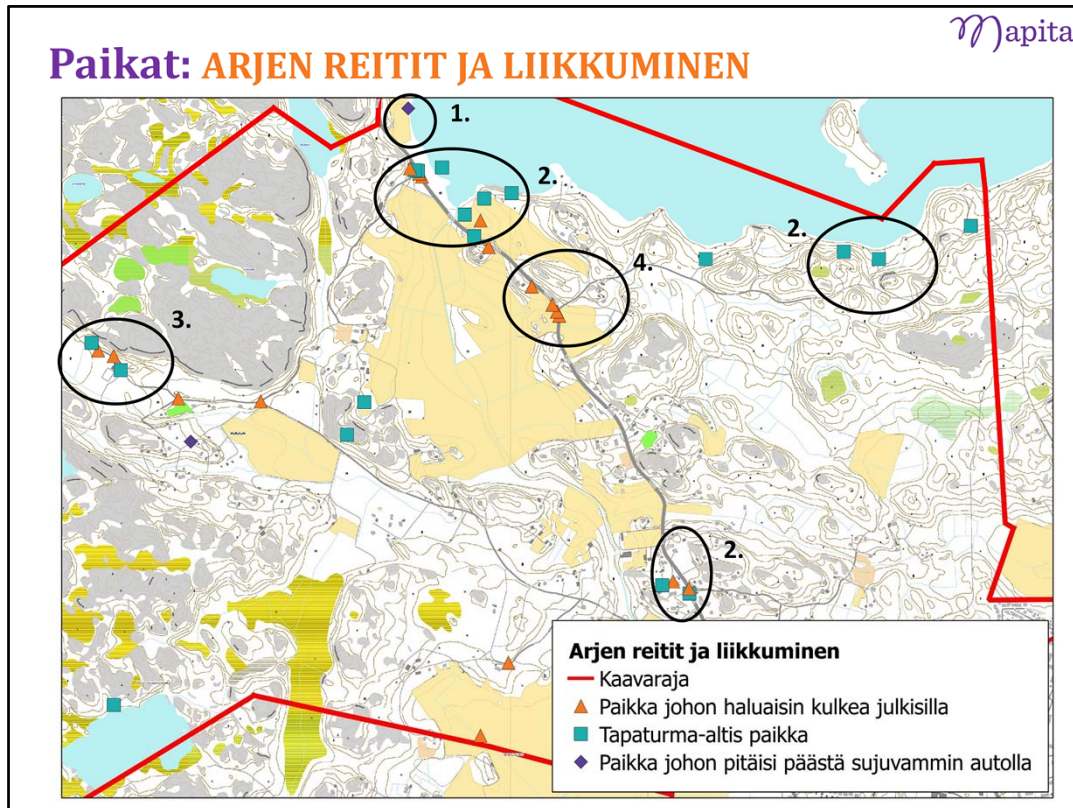 Mapita
Paikat: ARJEN REITIT JA LIIKKUMINEN
1.
2.
2.
4.
3.
2.
Arjen reitit ja liikkuminen
Kaavaraja
Paikka johon haluaisin kulkea julkisilla
Tapaturma-altis paikka
Paikka johon pitäisi päästä sujuvammin autolla